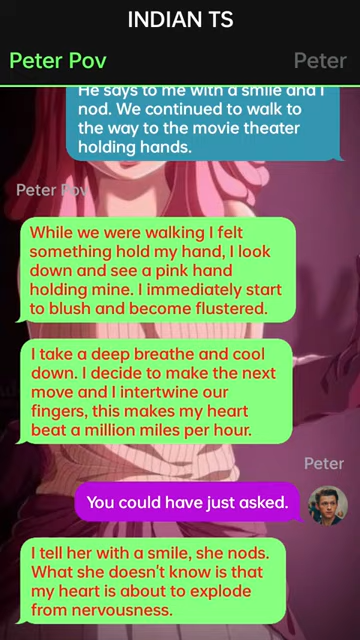 INDIAN TS
Peter Pov
Peter
He says to me with a smile and I
nod. We continued to walk to
the way to the movie theater
holding hands.
Peter Pov
While we were walking I felt
something hold my hand, I look
down and see a pink hand
holding mine. I immediately start
to blush and become flustered.
I take a deep breathe and cool
down. I decide to make the next
move and I intertwine our
fingers, this makes my heart
beat a million miles per hour.
Peter
You could have just asked.
I tell her with a smile, she nods.
What she doesn't know is that
my heart is about to explode
from nervousness.